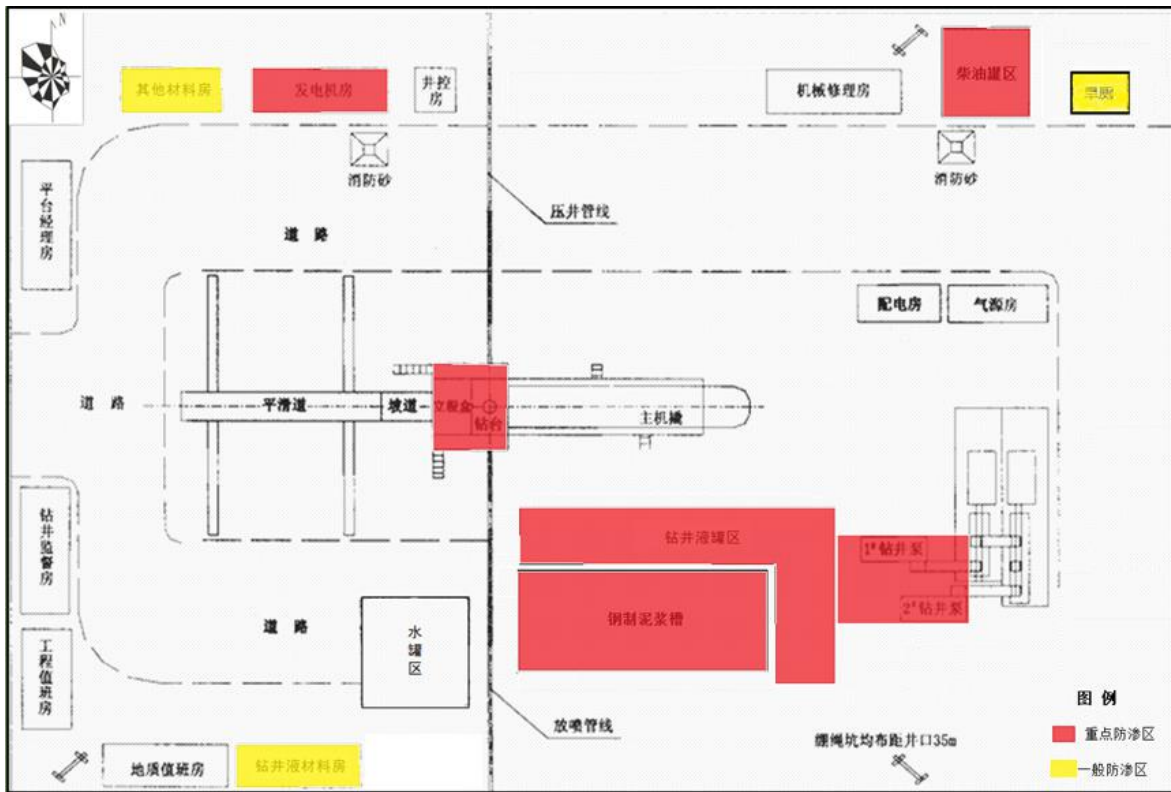 N
其他材料房
发电机房
井控房
机械修理房
柴油罐区
旱厕
消防砂
消防砂
平台经理房
压井管线
道路
配电房
气源房
道路
平滑道
坡道
立根盒
钻台
主机撬
钻井监督房
钻井液罐区
1#钻井泵
2#钻井泵
钢制泥浆槽
道路
水罐区
工程值班房
放喷管线
绷绳坑均布距井口35m
图例
重点防渗区
一般防渗区
地质值班房
钻井液材料房